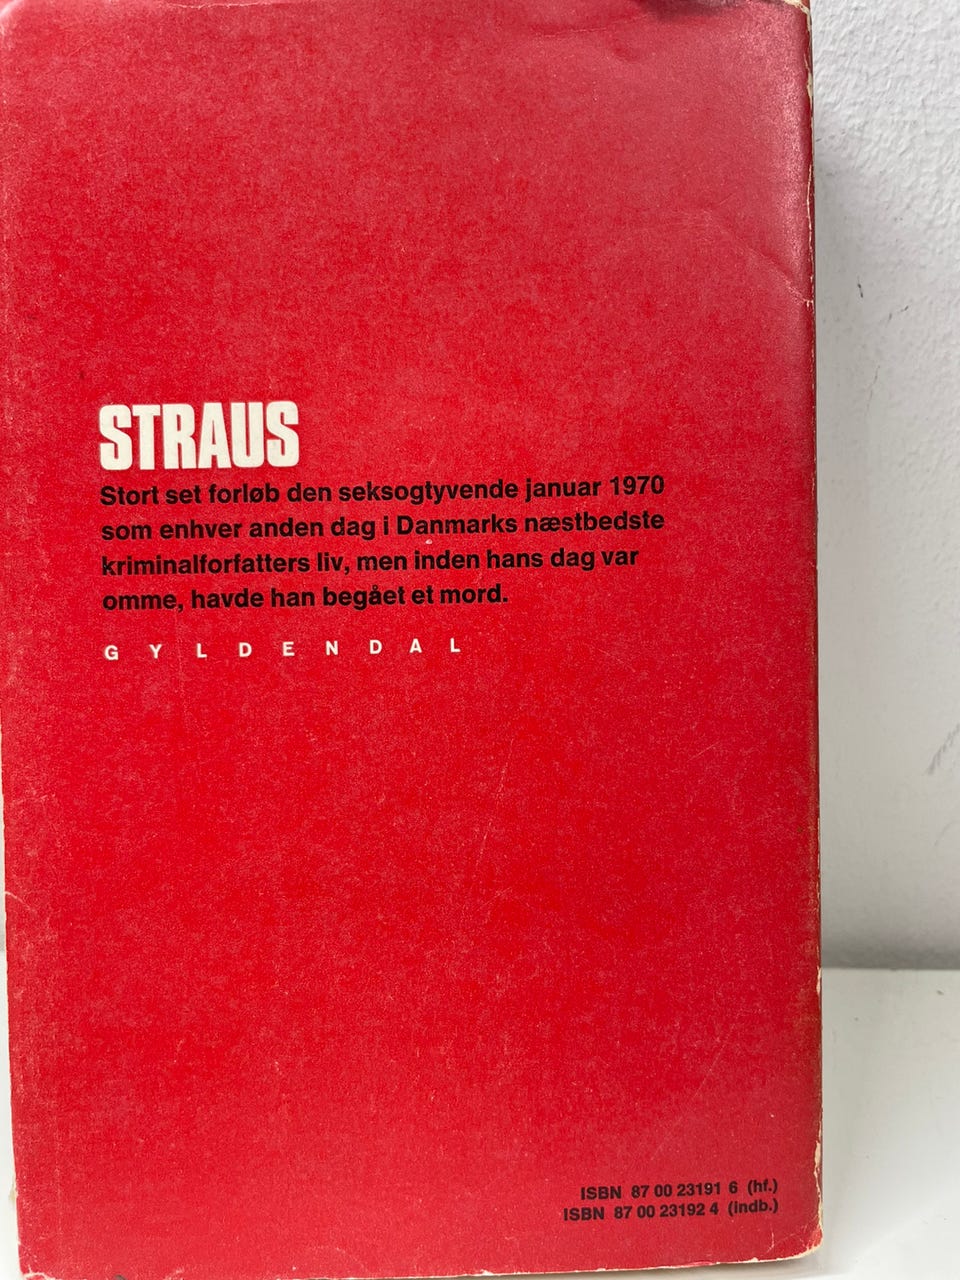 STRAUS
Stort set forløb den seksogtyvende januar 1970
som enhver anden dag i Danmarks næstbedste
kriminalforfatters liv, men inden hans dag var
omme, havde han begået et mord.
GYLDENDAL
ISBN 87 00 23191 6 (hf.)
ISBN 87 00 23192 4 (indb.)